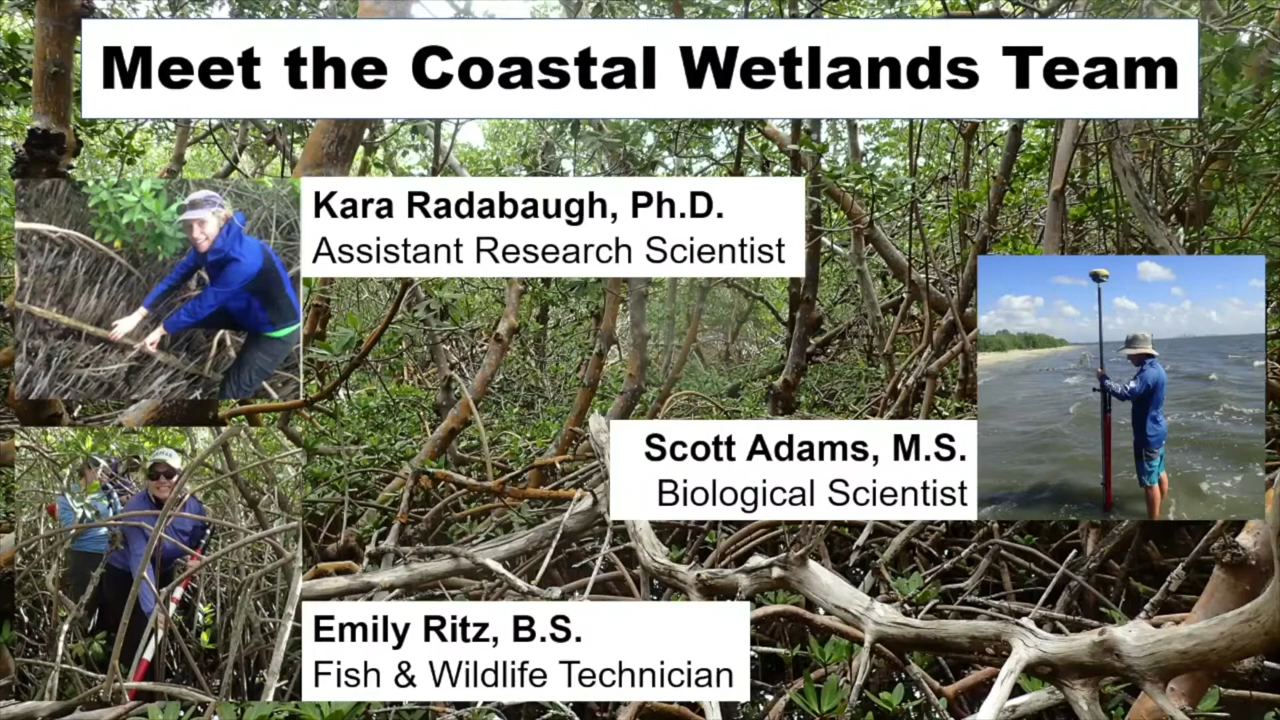 Meet the Coastal Wetlands Team
Kara Radabaugh, Ph.D.
Assistant Research Scientist
Scott Adams, M.S.
Biological Scientist
Emily Ritz, B.S.
Fish & Wildlife Technician